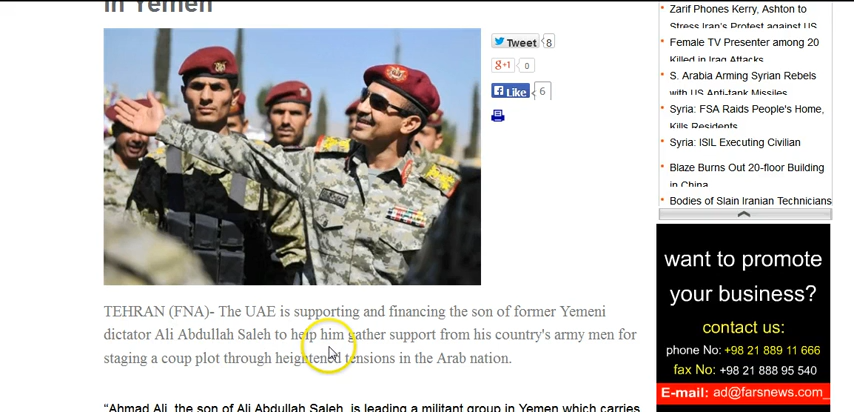 in Yemen
Tweet 8
g+1 0
Like 6
TEHRAN (FNA)- The UAE is supporting and financing the son of former Yemeni
dictator Ali Abdullah Saleh to help him gather support from his country's army men for
staging a coup plot through heightened tensions in the Arab nation.
“Ahmad Ali, the son of Ali Abdullah Saleh, is leading a militant group in Yemen which carries
Zarif Phones Kerry, Ashton to
Stress Iran's Protest against US
Female TV Presenter among 20
Killed in Iraq Attacks
S. Arabia Arming Syrian Rebels
with US Anti-tank Missiles
Syria: FSA Raids People's Home,
Kills Residents
Syria: ISIL Executing Civilian
Blaze Burns Out 20-floor Building
in China
Bodies of Slain Iranian Technicians
want to promote
your business?
contact us:
phone No: +98 21 889 11 666
fax No: +98 21 888 95 540
E-mail: ad@farsnews.com_